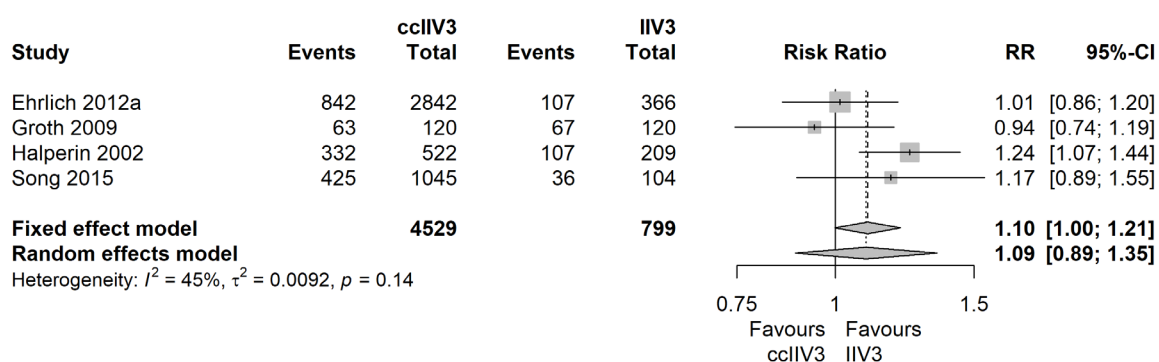 ccIIV3 IIV3
Study Events Total Events Total Risk Ratio RR 95%-CI
Ehrlich 2012a 842 2842 107 366 1.01 [0.86; 1.20]
Groth 2009 63 120 67 120 0.94 [0.74; 1.19]
Halperin 2002 332 522 107 209 1.24 [1.07; 1.44]
Song 2015 425 1045 36 104 1.17 [0.89; 1.55]
Fixed effect model 4529 799 1.10 [1.00; 1.21]
Random effects model 1.09 [0.89; 1.35]
Heterogeneity: I² = 45%, τ² = 0.0092, p = 0.14
0.75 1 1.5
Favours Favours
ccIIV3 IIV3